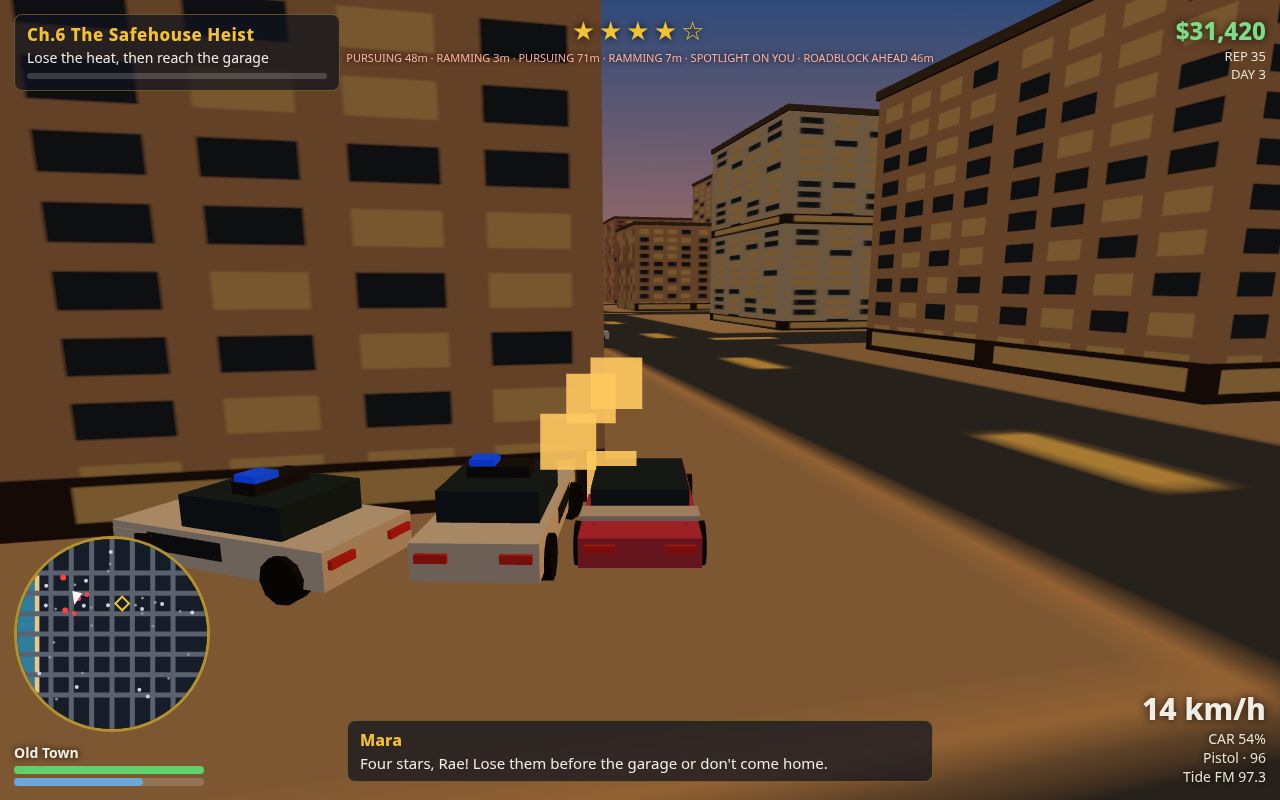 Ch.6 The Safehouse Heist
Lose the heat, then reach the garage
★★★★☆
PURSUING 48m · RAMMING 3m · PURSUING 71m · RAMMING 7m · SPOTLIGHT ON YOU · ROADBLOCK AHEAD 46m
$31,420
REP 35
DAY 3
Old Town
Mara
Four stars, Rae! Lose them before the garage or don't come home.
14 km/h
CAR 54%
Pistol · 96
Tide FM 97.3